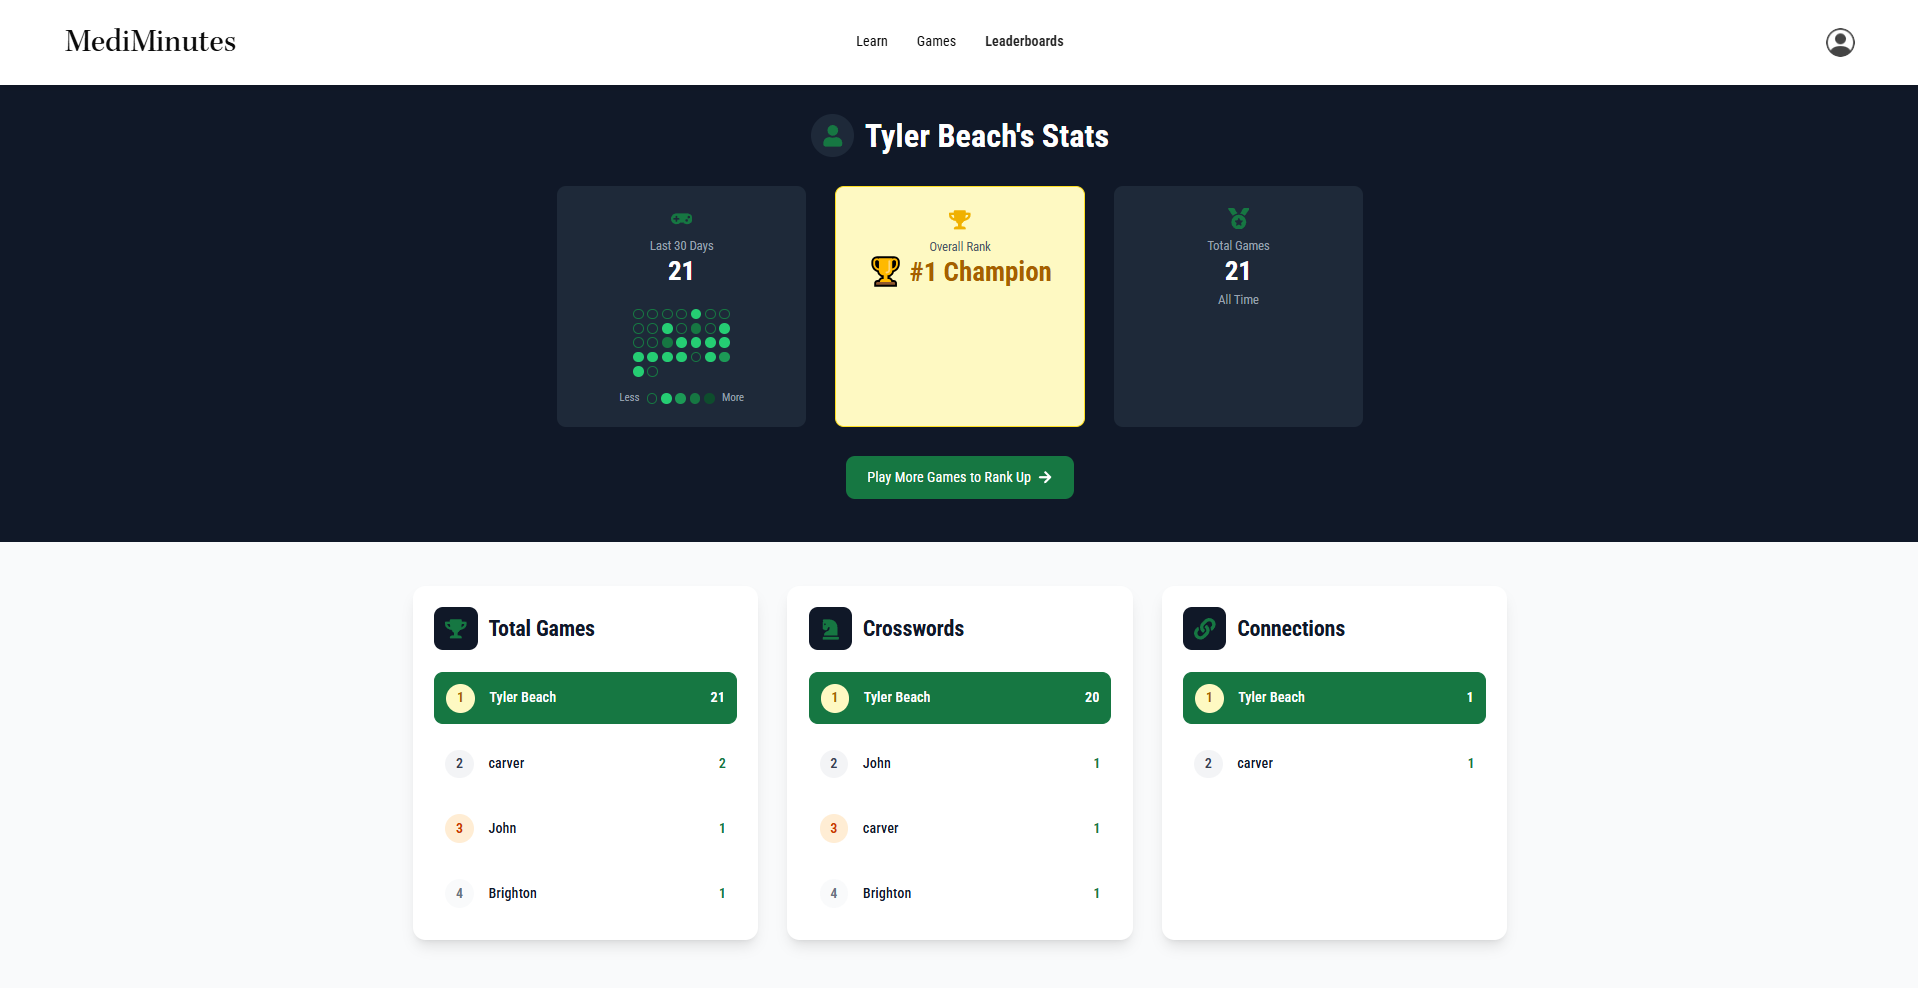 MediMinutes
Learn Games Leaderboards
Tyler Beach's Stats
Last 30 Days
21
Less More
Overall Rank
#1 Champion
Total Games
21
All Time
Play More Games to Rank Up
Total Games
1 Tyler Beach 21
2 carver 2
3 John 1
4 Brighton 1
Crosswords
1 Tyler Beach 20
2 John 1
3 carver 1
4 Brighton 1
Connections
1 Tyler Beach 1
2 carver 1